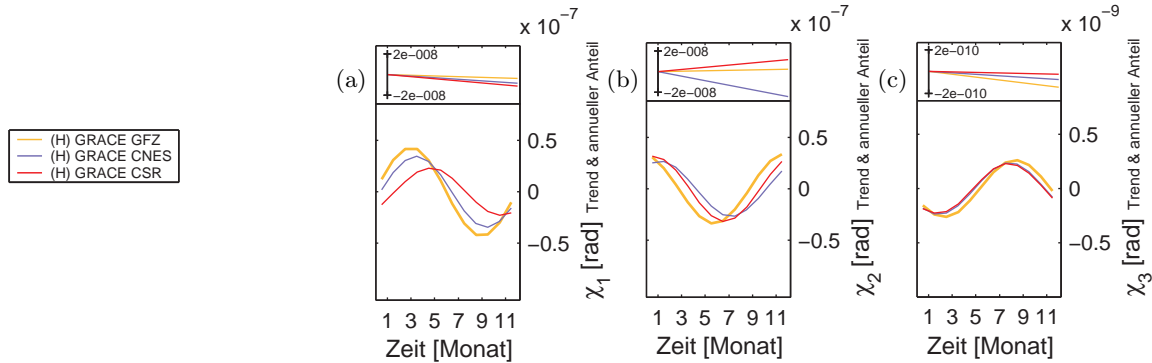 (H) GRACE GFZ
(H) GRACE CNES
(H) GRACE CSR
(a)
x 10⁻⁷
2e−008
−2e−008
0.5
0
−0.5
χ1 [rad] Trend & annueller Anteil
1 3 5 7 9 11
Zeit [Monat]
(b)
x 10⁻⁷
2e−008
−2e−008
0.5
0
−0.5
χ2 [rad] Trend & annueller Anteil
1 3 5 7 9 11
Zeit [Monat]
(c)
x 10⁻⁹
2e−010
−2e−010
0.5
0
−0.5
χ3 [rad] Trend & annueller Anteil
1 3 5 7 9 11
Zeit [Monat]